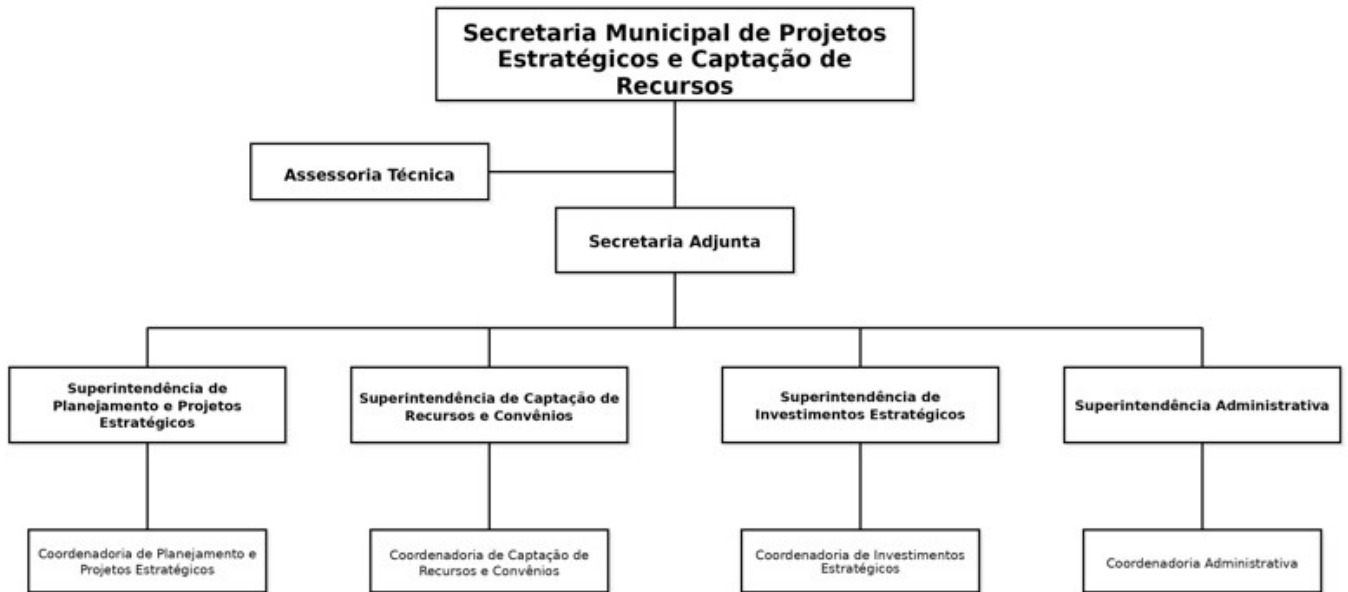 Secretaria Municipal de Projetos
Estratégicos e Captação de
Recursos
Assessoria Técnica
Secretaria Adjunta
Superintendência de
Planejamento e Projetos
Estratégicos
Superintendência de Captação de
Recursos e Convênios
Superintendência de
Investimentos Estratégicos
Superintendência Administrativa
Coordenadoria de Planejamento e
Projetos Estratégicos
Coordenadoria de Captação de
Recursos e Convênios
Coordenadoria de Investimentos
Estratégicos
Coordenadoria Administrativa